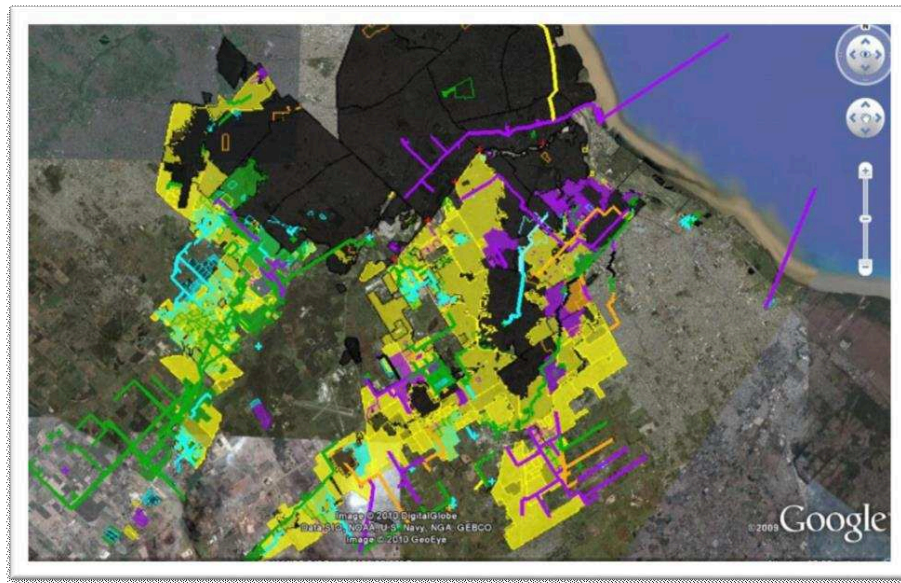 N
Image © 2010 DigitalGlobe
Data SIO, NOAA, U.S. Navy, NGA, GEBCO
Image © 2010 GeoEye
©2009 Google